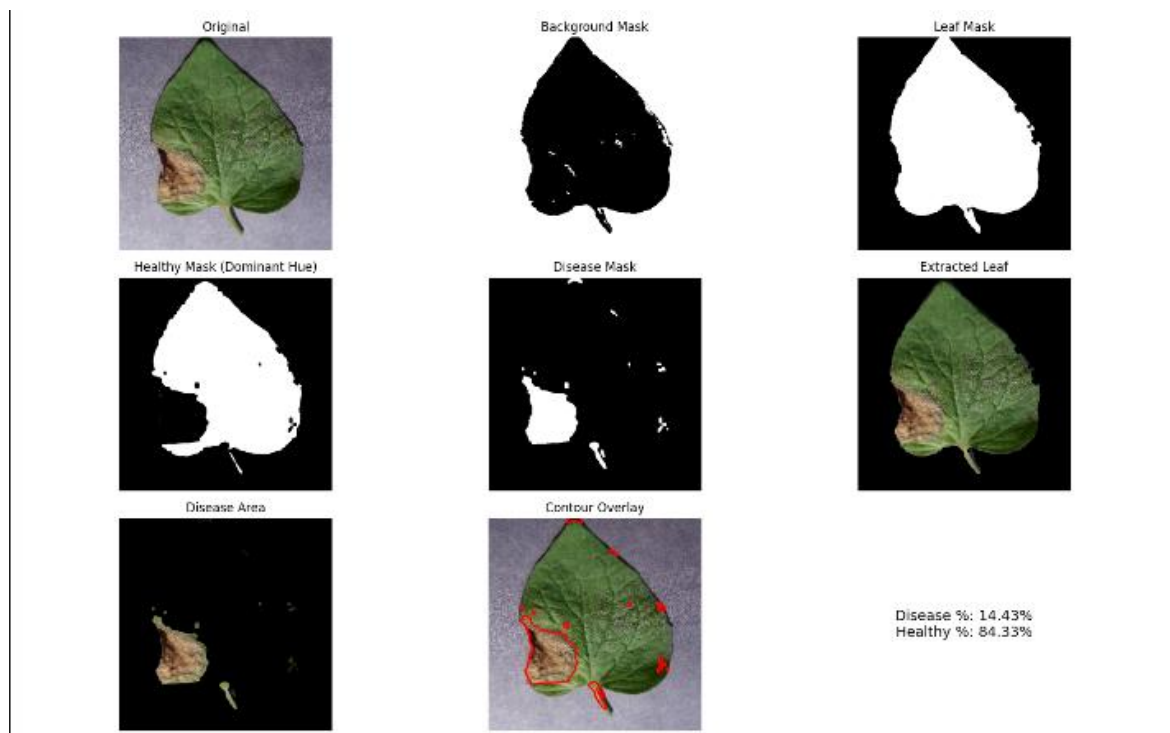 Original
Background Mask
Leaf Mask
Healthy Mask (Dominant Hue)
Disease Mask
Extracted Leaf
Disease Area
Contour Overlay
Disease %: 14.43%
Healthy %: 84.33%